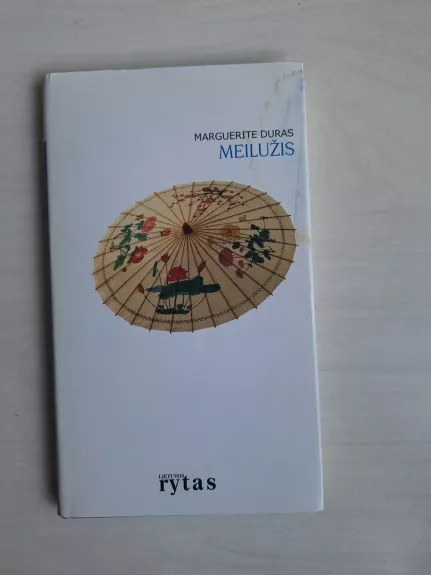 MARGUERITE DURAS
MEILUŽIS
LIETUVOS
rytas